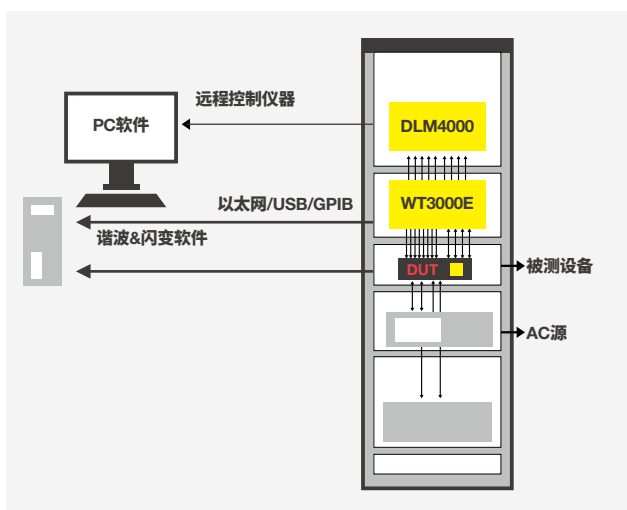 远程控制仪器
PC软件
DLM4000
以太网/USB/GPIB
WT3000E
谐波&闪变软件
DUT
被测设备
AC源